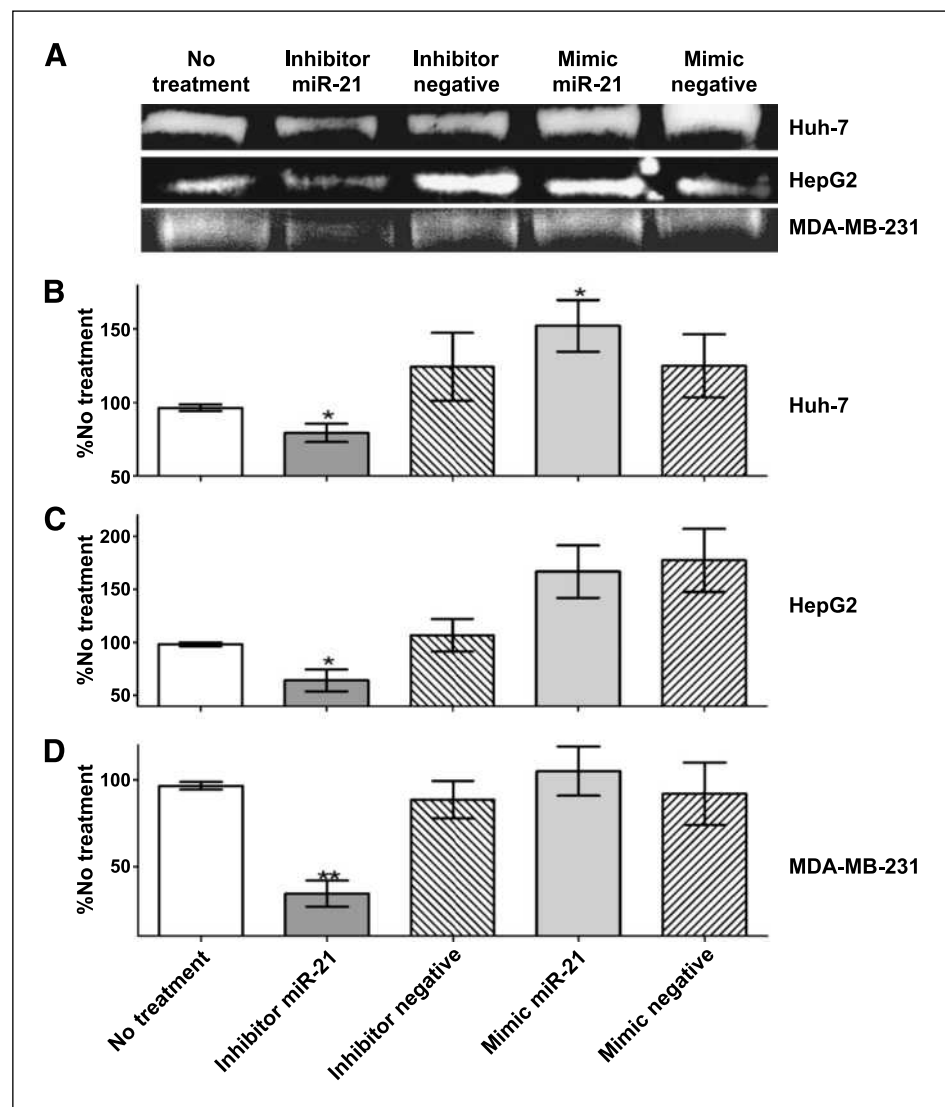 A
No treatment
Inhibitor miR-21
Inhibitor negative
Mimic miR-21
Mimic negative
Huh-7
HepG2
MDA-MB-231
B
%No treatment
150
100
50
*
*
Huh-7
C
%No treatment
200
150
100
50
*
HepG2
D
%No treatment
100
50
**
MDA-MB-231
No treatment
Inhibitor miR-21
Inhibitor negative
Mimic miR-21
Mimic negative